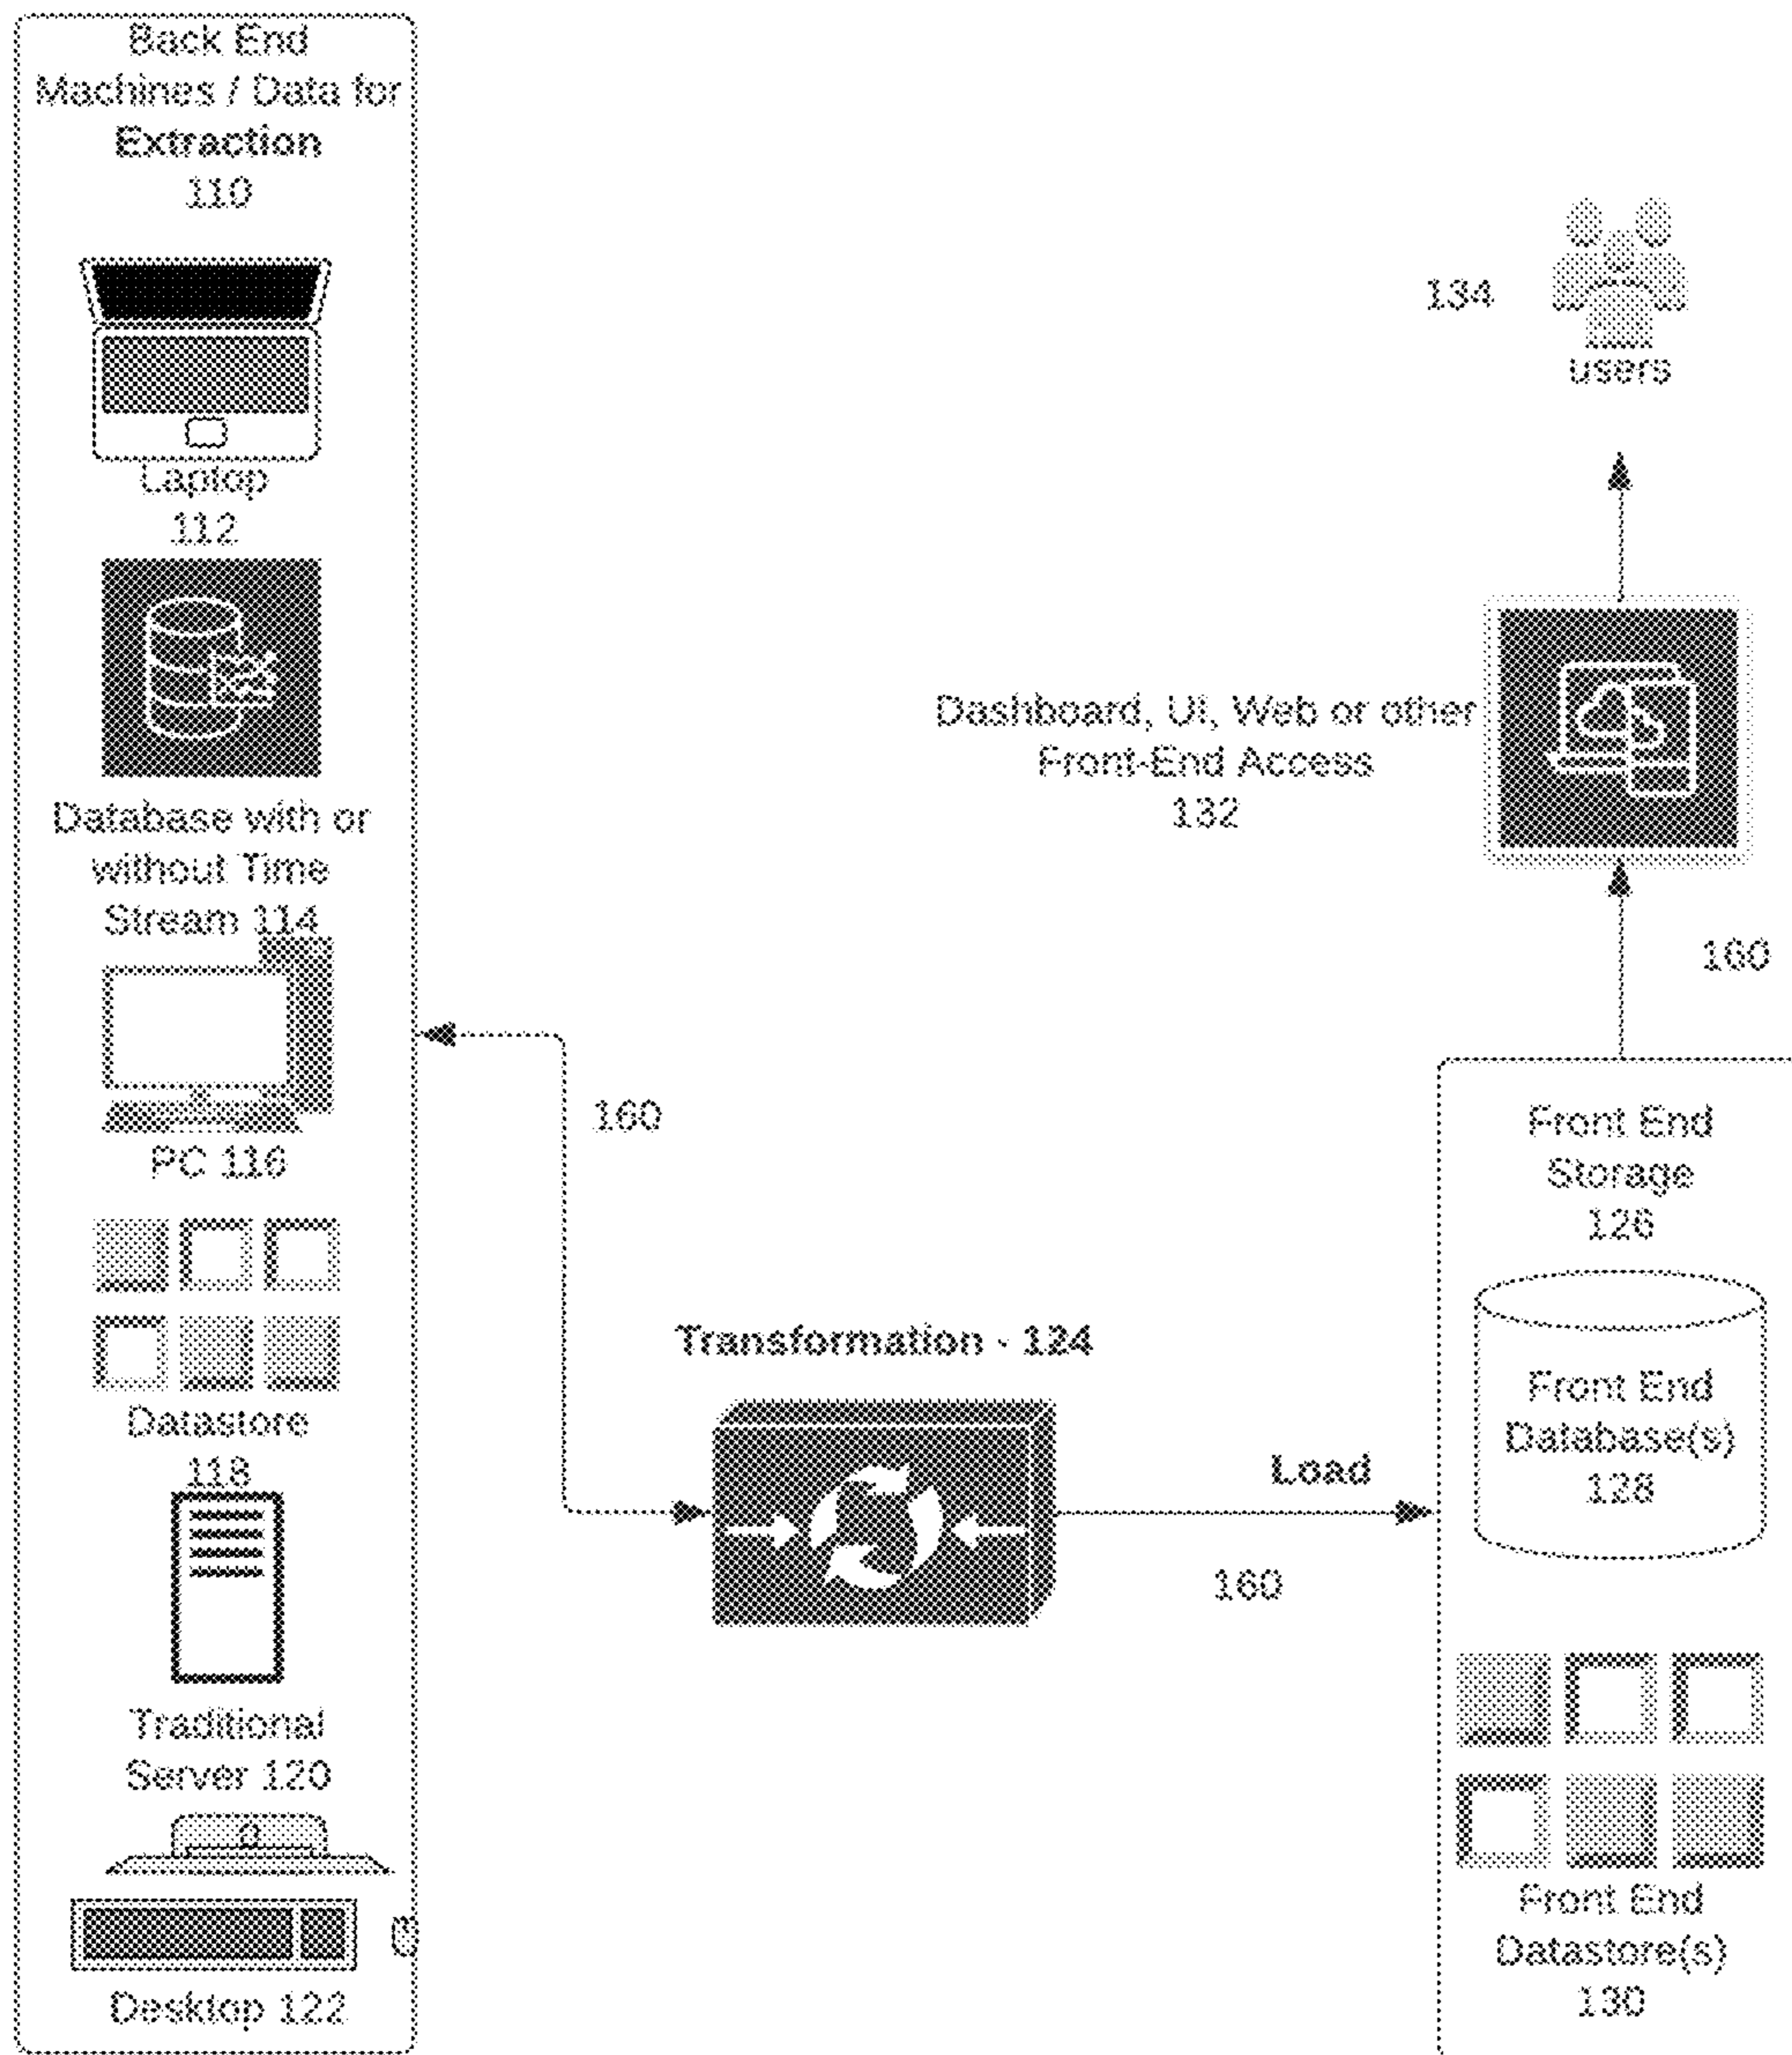 Back End
Machines / Data for
Extraction
110
Laptop
112
Database with or
without Time
Stream 114
PC 116
Datastore
118
Traditional
Server 120
Desktop 122
160
Transformation - 124
Load
160
134
users
Dashboard, UI, Web or other
Front-End Access
132
160
Front End
Storage
126
Front End
Database(s)
128
Front End
Datastore(s)
130